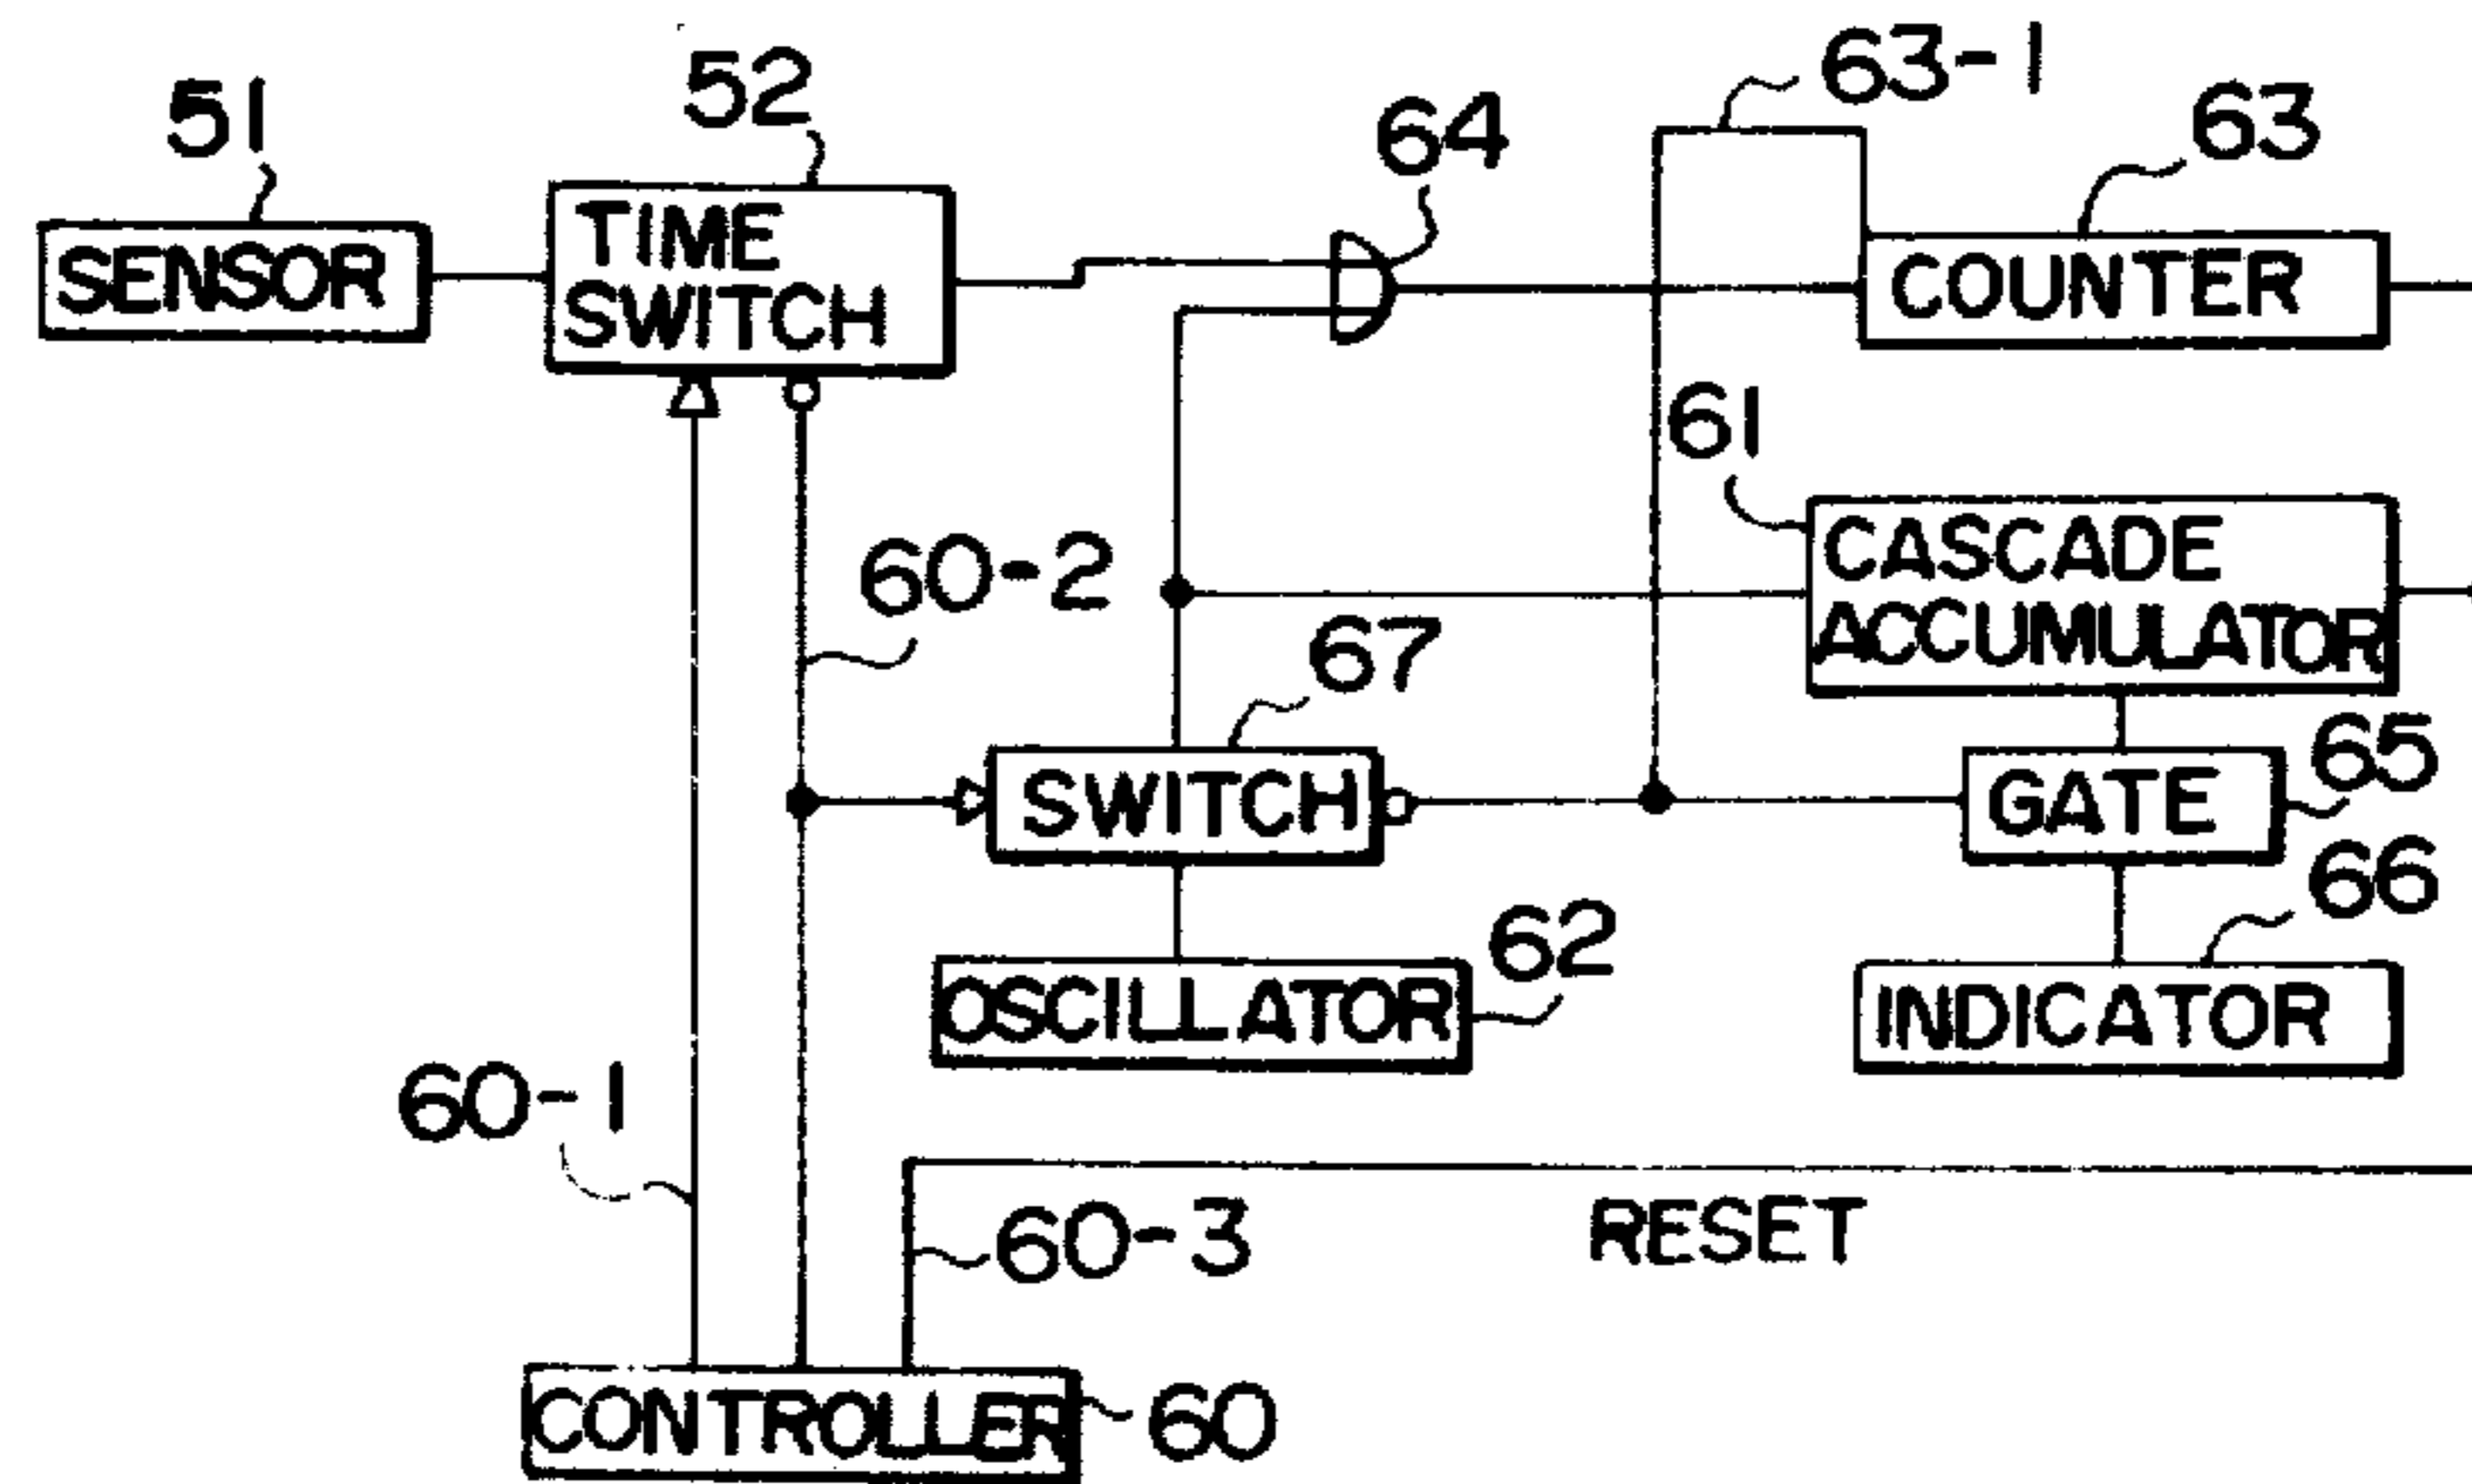 51
52
64
63-1
63
SENSOR
TIME
SWITCH
COUNTER
61
60-2
CASCADE
ACCUMULATOR
67
65
SWITCH
GATE
66
62
OSCILLATOR
INDICATOR
60-1
60-3
RESET
CONTROLLER
60